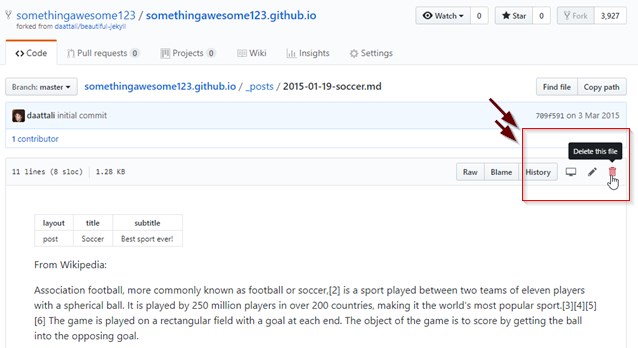 somethingawesome123 / somethingawesome123.github.io
forked from daattali/beautiful-jekyll
Watch 0 Star 0 Fork 3,927
Code Pull requests 0 Projects 0 Wiki Insights Settings
Branch: master somethingawesome123.github.io / _posts / 2015-01-19-soccer.md Find file Copy path
daattali initial commit 709f591 on 3 Mar 2015
1 contributor
Delete this file
11 lines (8 sloc) 1.28 KB Raw Blame History
layout title subtitle
post Soccer Best sport ever!
From Wikipedia:
Association football, more commonly known as football or soccer,[2] is a sport played between two teams of eleven players
with a spherical ball. It is played by 250 million players in over 200 countries, making it the world's most popular sport.[3][4][5]
[6] The game is played on a rectangular field with a goal at each end. The object of the game is to score by getting the ball
into the opposing goal.